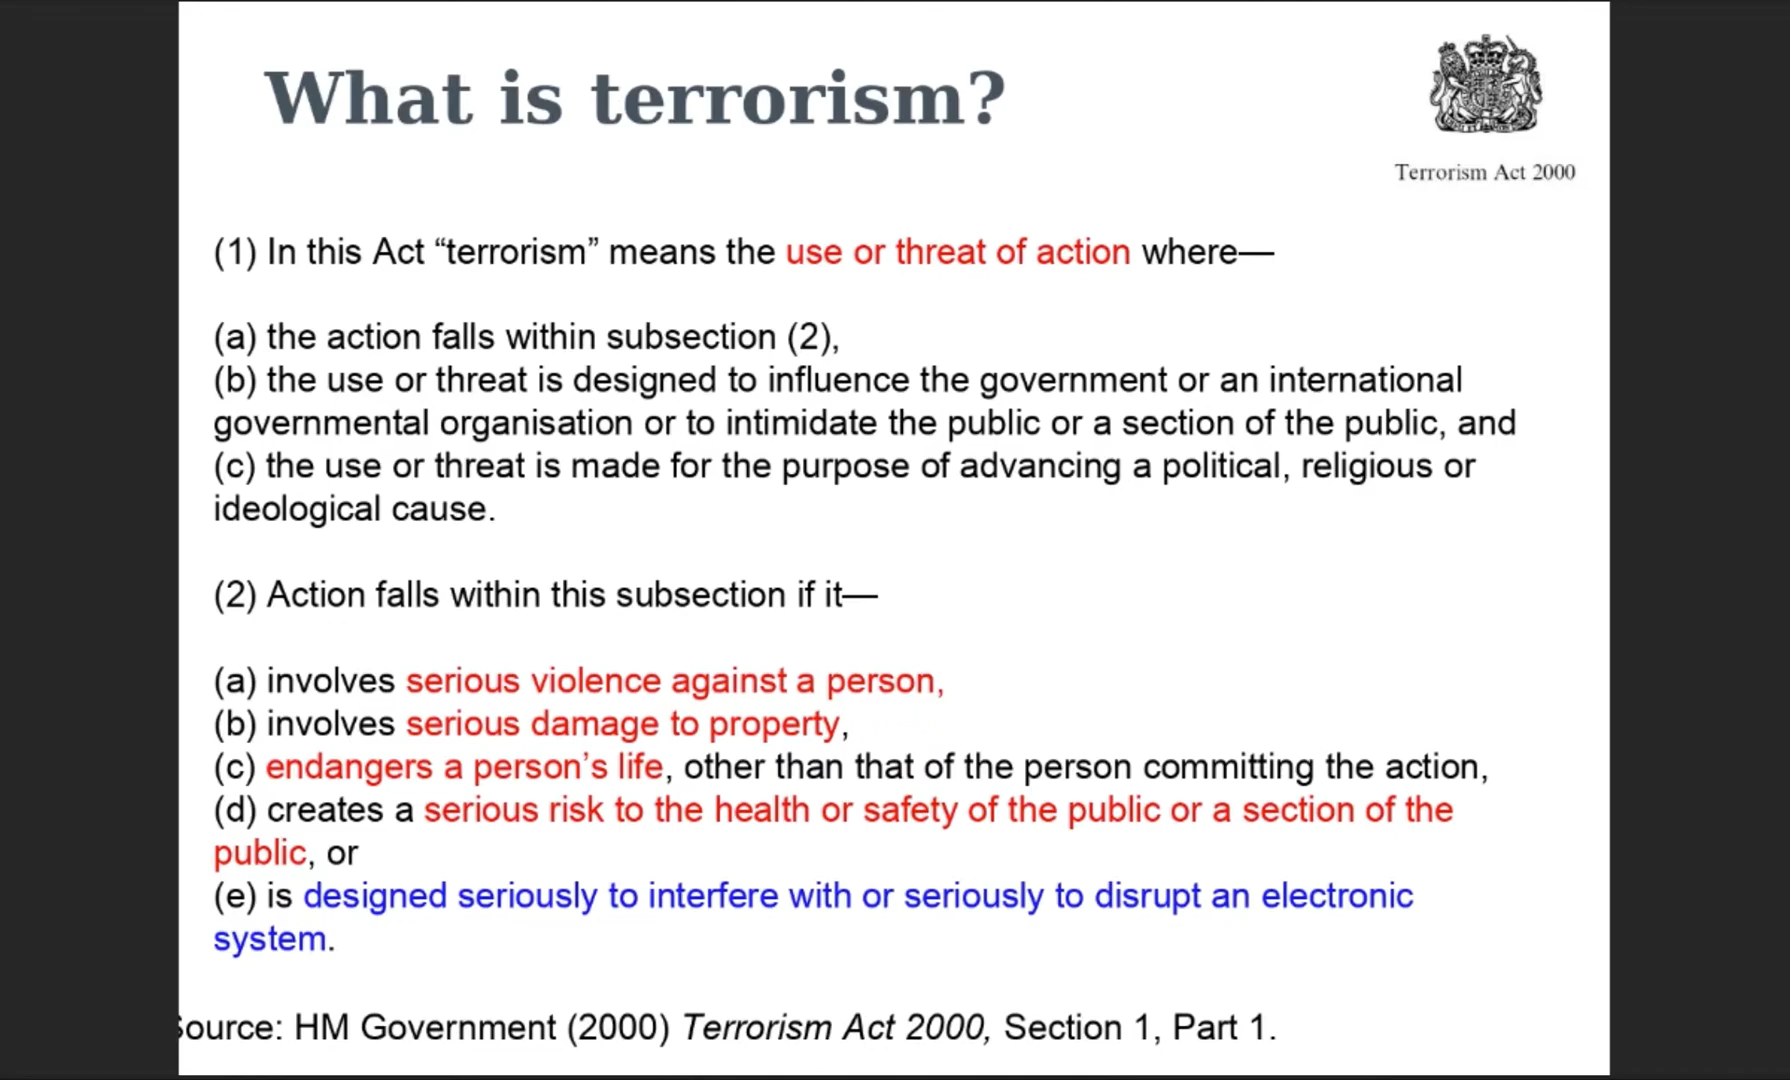 What is terrorism?
Terrorism Act 2000
(1) In this Act “terrorism” means the use or threat of action where—
(a) the action falls within subsection (2),
(b) the use or threat is designed to influence the government or an international
governmental organisation or to intimidate the public or a section of the public, and
(c) the use or threat is made for the purpose of advancing a political, religious or
ideological cause.
(2) Action falls within this subsection if it—
(a) involves serious violence against a person,
(b) involves serious damage to property,
(c) endangers a person’s life, other than that of the person committing the action,
(d) creates a serious risk to the health or safety of the public or a section of the
public, or
(e) is designed seriously to interfere with or seriously to disrupt an electronic
system.
Source: HM Government (2000) Terrorism Act 2000, Section 1, Part 1.